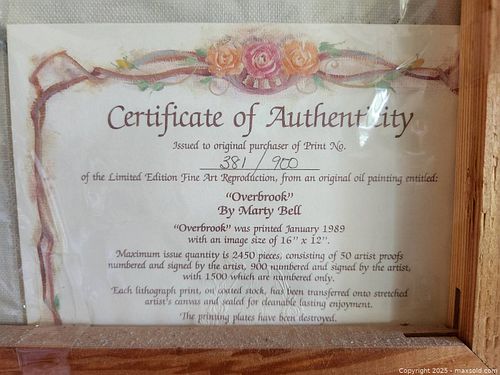 Certificate of Authenticity
Issued to original purchaser of Print No.
381 / 900
of the Limited Edition Fine Art Reproduction, from an original oil painting entitled:
"Overbrook"
By Marty Bell
"Overbrook" was printed January 1989
with an image size of 16" x 12".
Maximum issue quantity is 2450 pieces, consisting of 50 artist proofs
numbered and signed by the artist, 900 numbered and signed by the artist,
with 1500 which are numbered only.
Each lithograph print, on coated stock, has been transferred onto stretched
artist's canvas and sealed for cleanable lasting enjoyment.
The printing plates have been destroyed.
Copyright © 2025 - maxsold.com